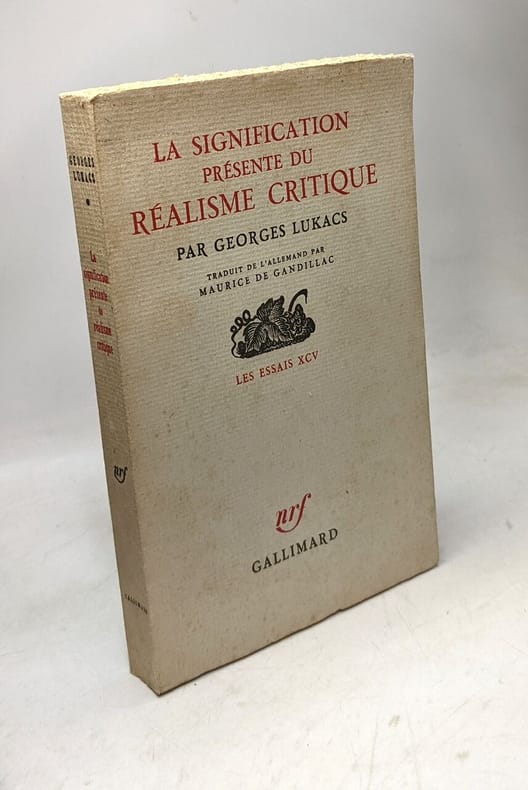 LA SIGNIFICATION
PRÉSENTE DU
RÉALISME CRITIQUE
PAR GEORGES LUKACS
TRADUIT DE L'ALLEMAND PAR
MAURICE DE GANDILLAC
LES ESSAIS XCV
nrf
GALLIMARD
GEORGES
LUKACS
La
signification
présente
du
réalisme
critique
nrf
GALLIMARD